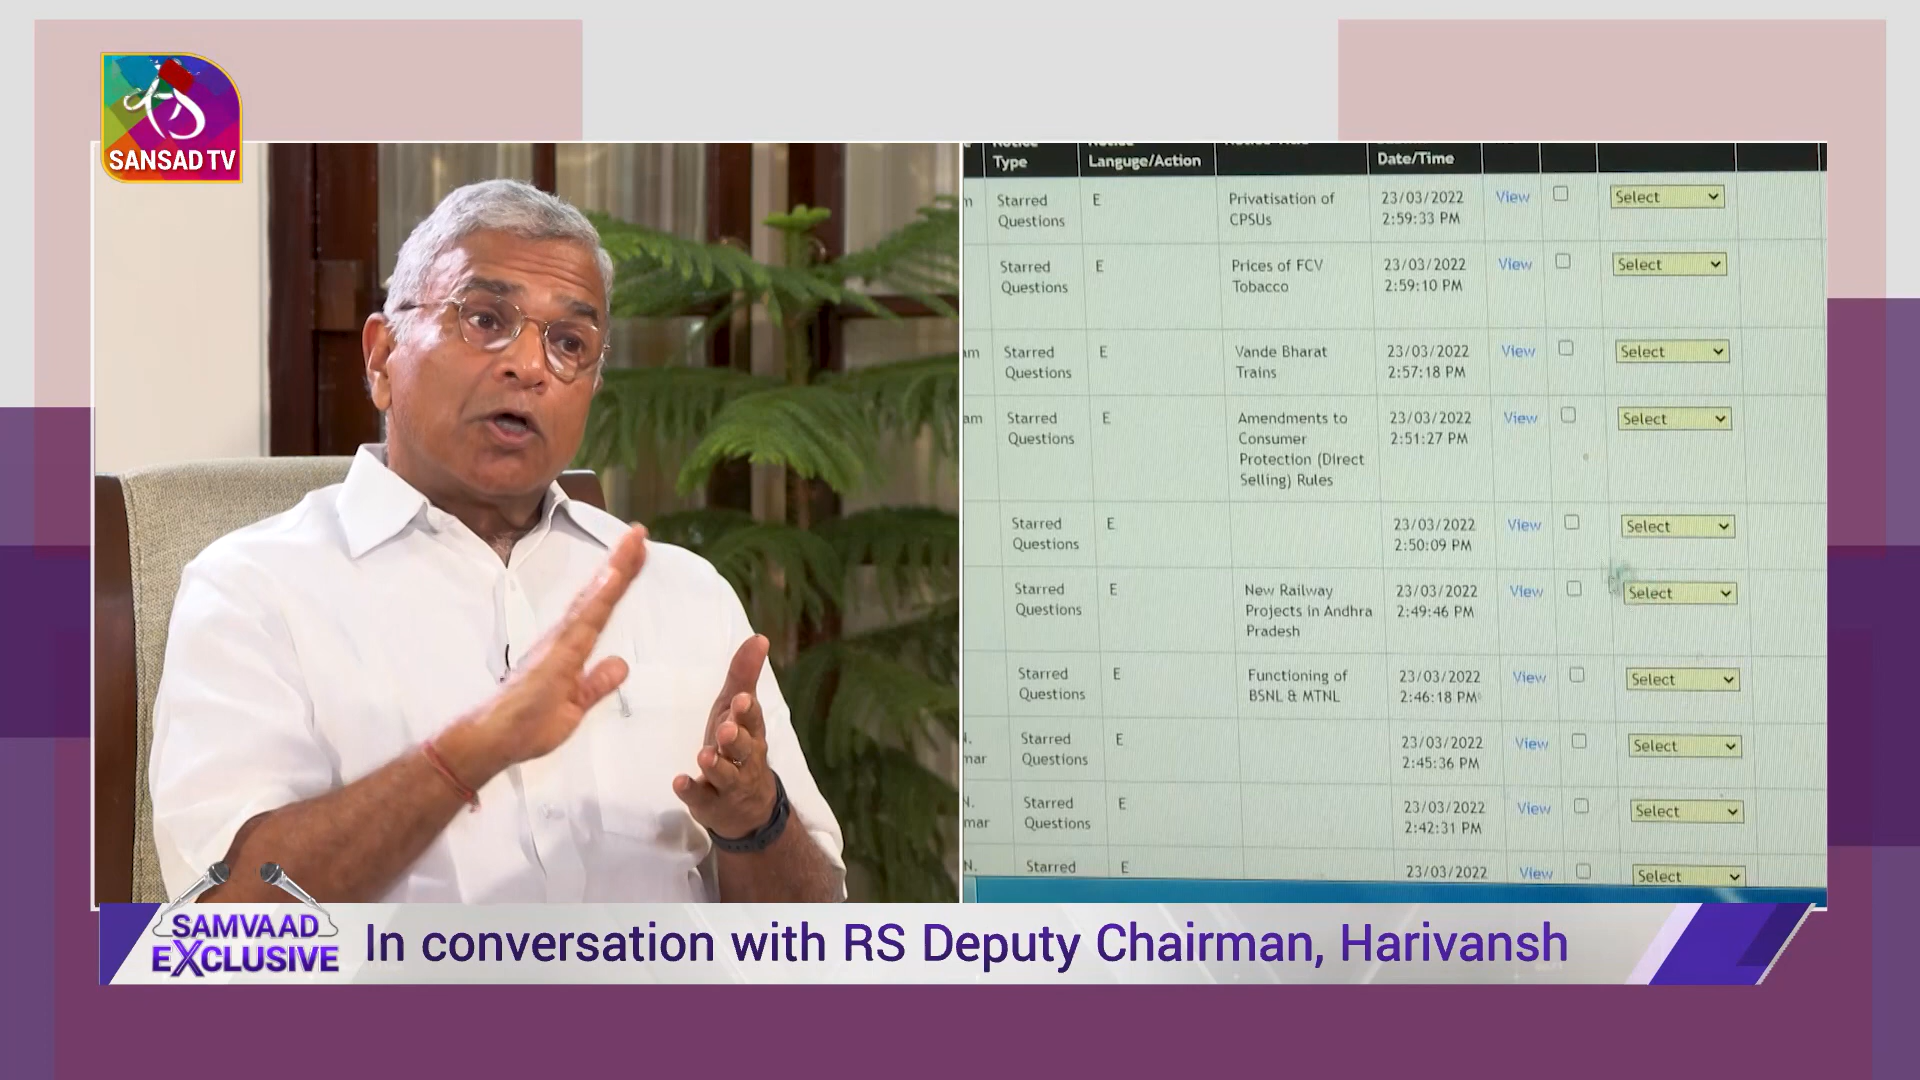 SANSAD TV
Type
Languge/Action
Date/Time
Starred
Questions
E
Privatisation of
CPSUs
23/03/2022
2:59:33 PM
View
Select
Starred
Questions
E
Prices of FCV
Tobacco
23/03/2022
2:59:10 PM
View
Select
am
Starred
Questions
E
Vande Bharat
Trains
23/03/2022
2:57:18 PM
View
Select
am
Starred
Questions
E
Amendments to
Consumer
Protection (Direct
Selling) Rules
23/03/2022
2:51:27 PM
View
Select
Starred
Questions
E
23/03/2022
2:50:09 PM
View
Select
Starred
Questions
E
New Railway
Projects in Andhra
Pradesh
23/03/2022
2:49:46 PM
View
Select
Starred
Questions
E
Functioning of
BSNL & MTNL
23/03/2022
2:46:18 PM
View
Select
mar
Starred
Questions
E
23/03/2022
2:45:36 PM
View
Select
N.
mar
Starred
Questions
E
23/03/2022
2:42:31 PM
View
Select
N.
Starred
E
23/03/2022
View
Select
SAMVAAD
EXCLUSIVE
In conversation with RS Deputy Chairman, Harivansh